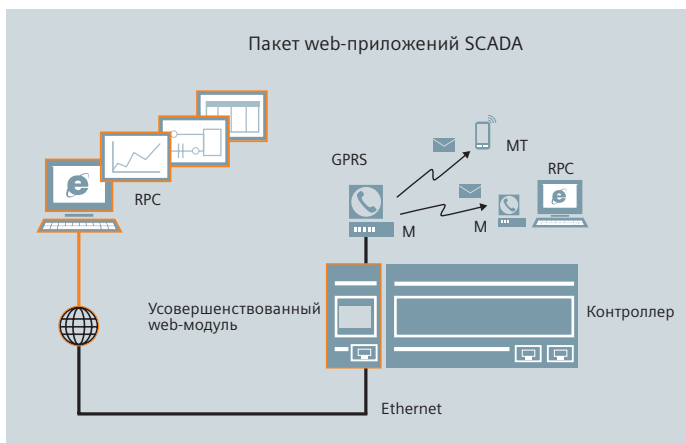 Пакет web-приложений SCADA
GPRS
MT
RPC
RPC
M
M
Усовершенствованный
web-модуль
Контроллер
Ethernet